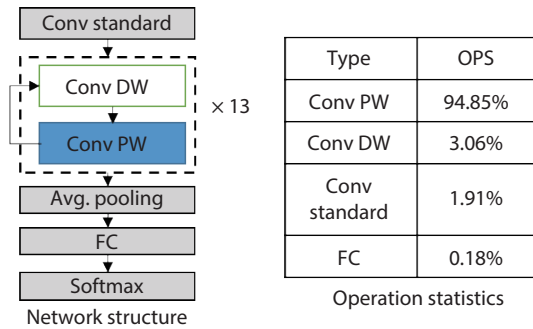 Conv standard
Conv DW
× 13
Conv PW
Avg. pooling
FC
Softmax
Network structure
Type OPS
Conv PW 94.85%
Conv DW 3.06%
Conv
standard 1.91%
FC 0.18%
Operation statistics